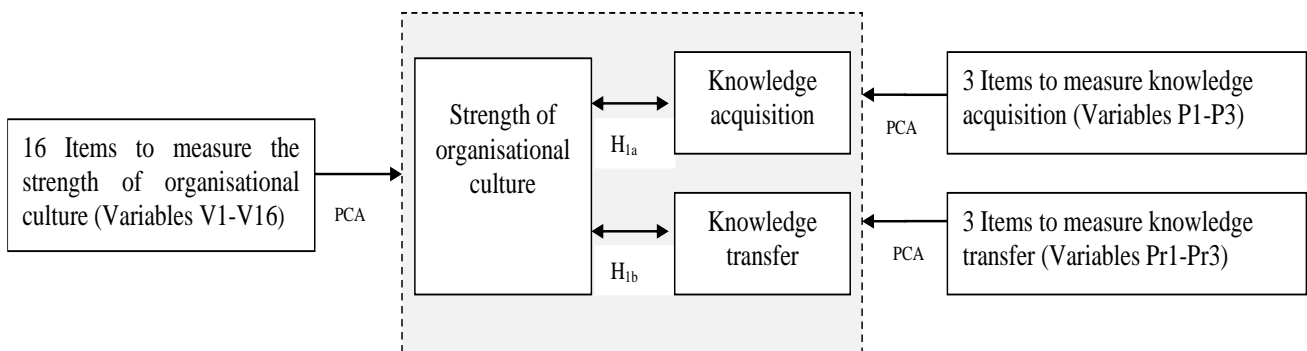 16 Items to measure the
strength of organisational
culture (Variables V1-V16)
PCA
Strength of
organisational
culture
H1a
H1b
Knowledge
acquisition
Knowledge
transfer
PCA
3 Items to measure knowledge
acquisition (Variables P1-P3)
PCA
3 Items to measure knowledge
transfer (Variables Pr1-Pr3)